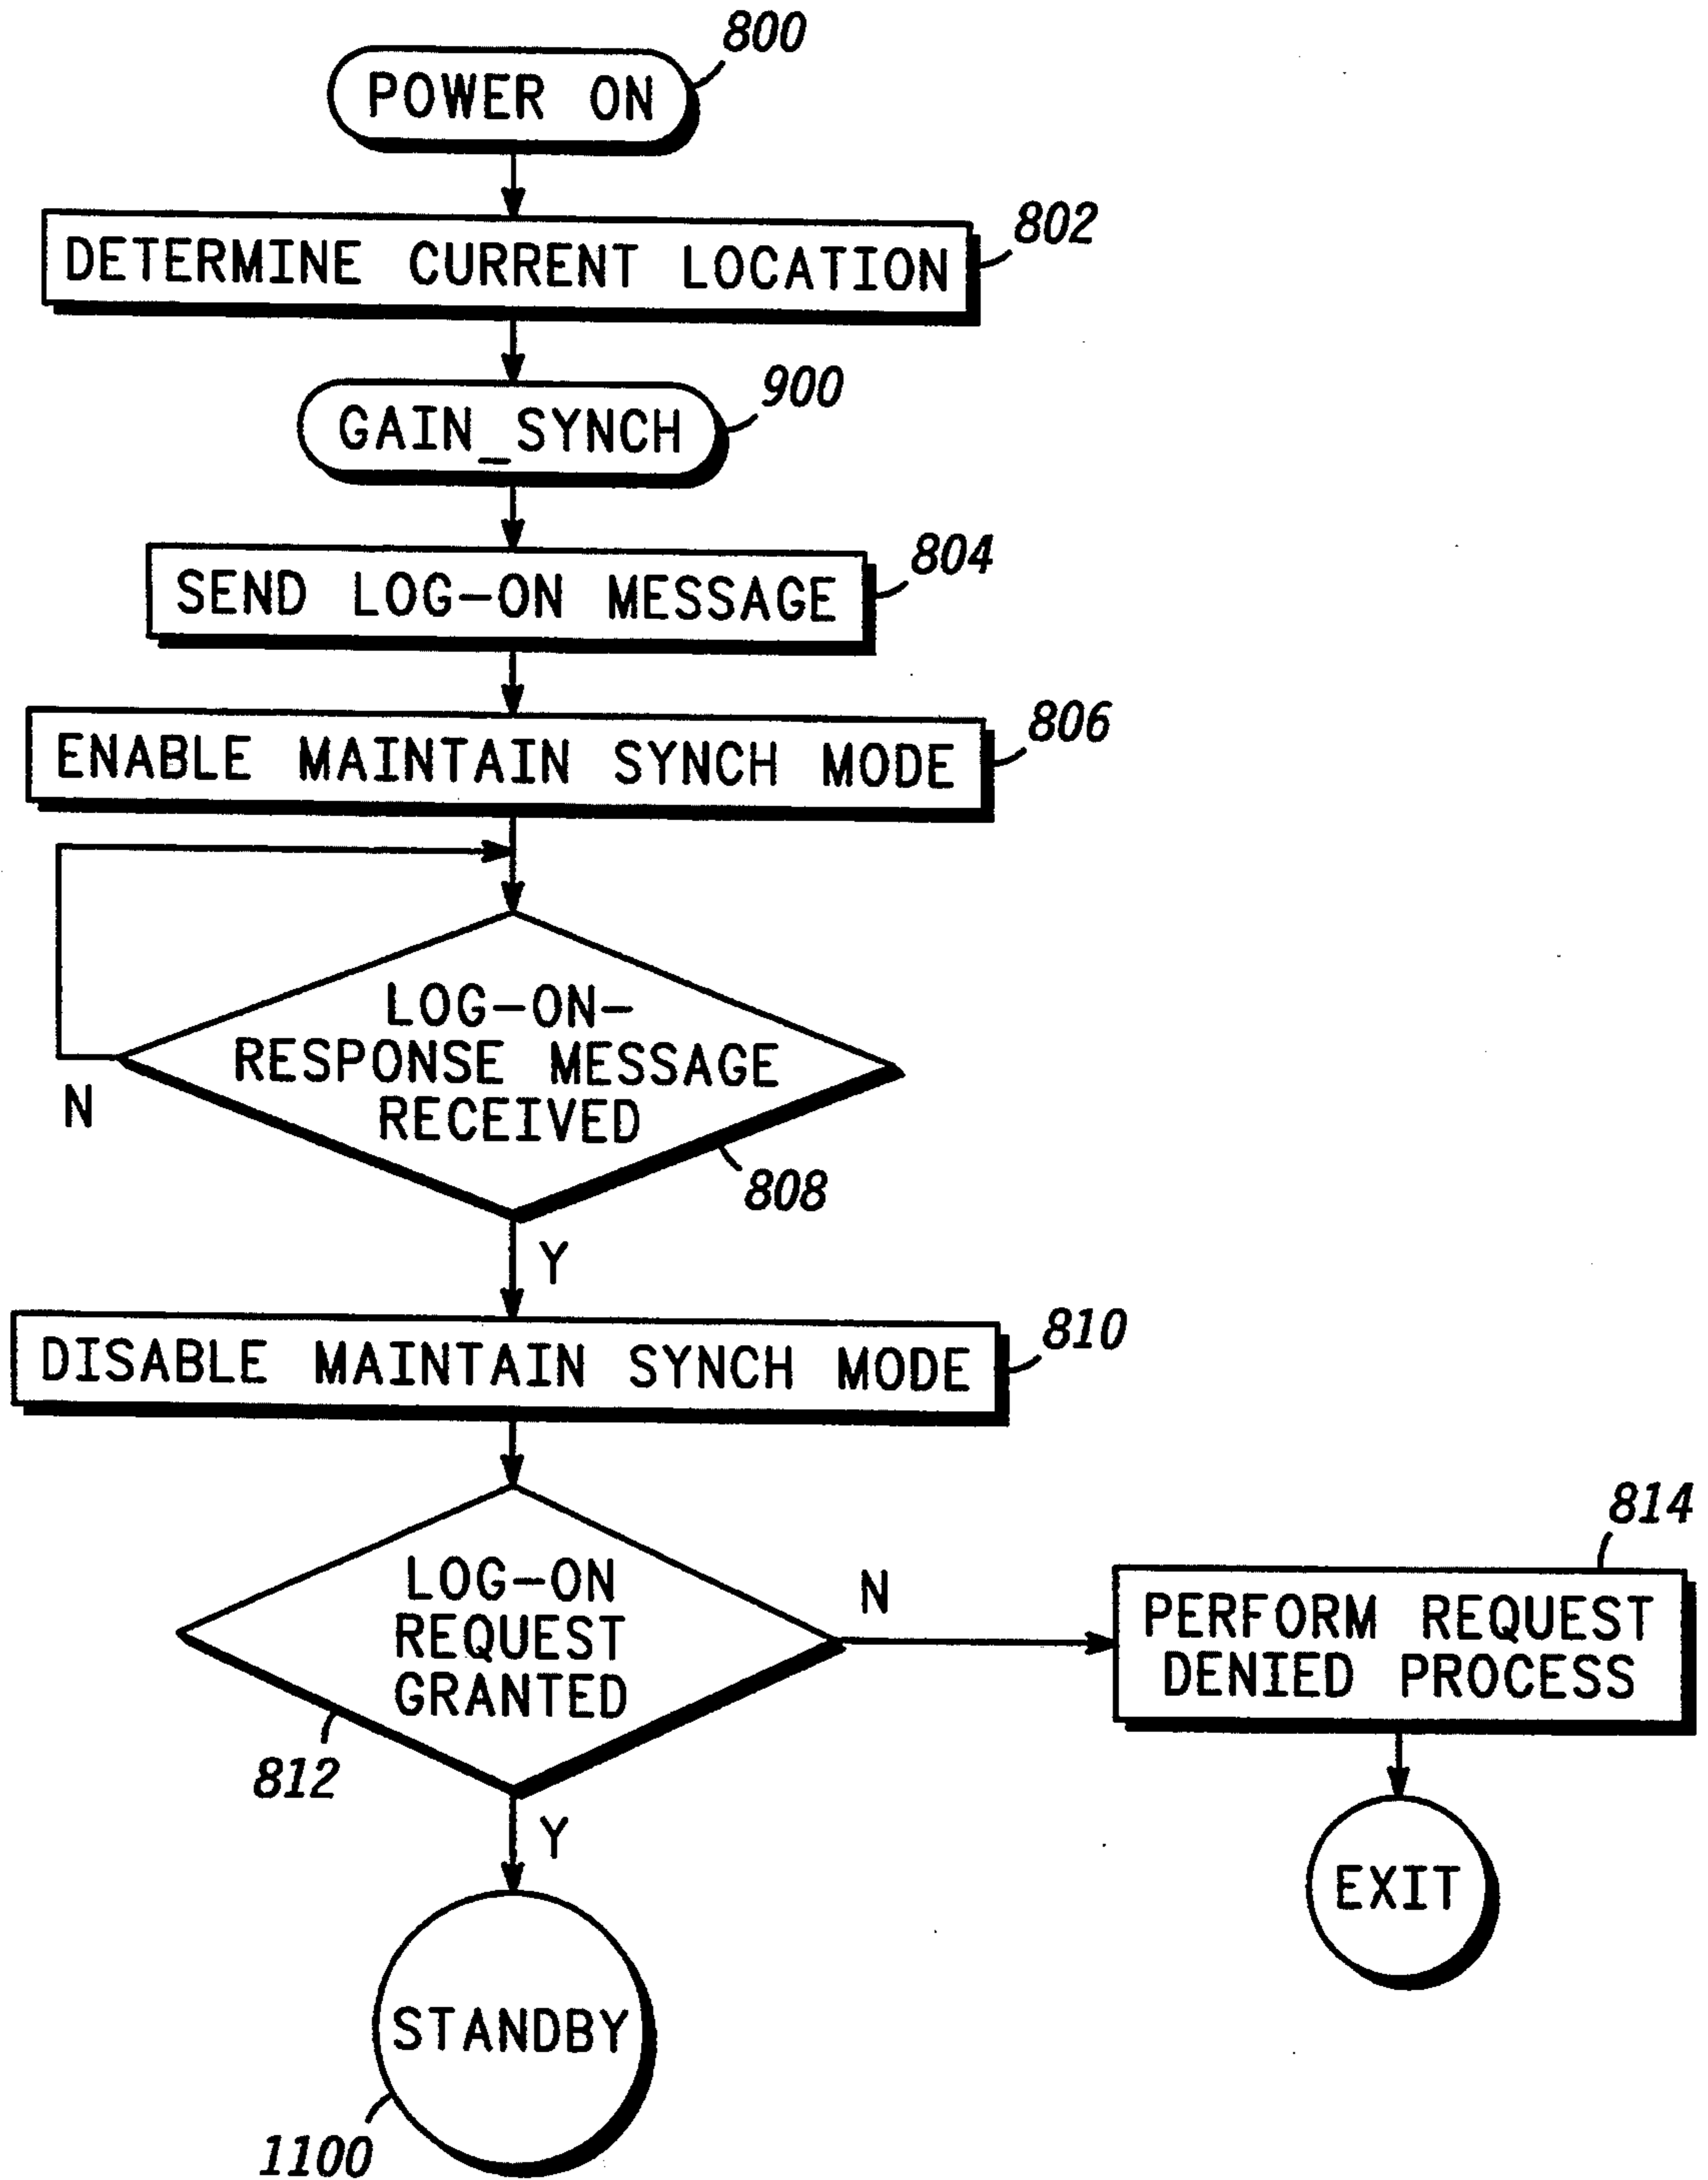 800
POWER ON
802
DETERMINE CURRENT LOCATION
900
GAIN_SYNCH
804
SEND LOG-ON MESSAGE
806
ENABLE MAINTAIN SYNCH MODE
LOG-ON-
RESPONSE MESSAGE
RECEIVED
N
808
Y
810
DISABLE MAINTAIN SYNCH MODE
814
LOG-ON
REQUEST
GRANTED
N
PERFORM REQUEST
DENIED PROCESS
812
Y
EXIT
STANDBY
1100